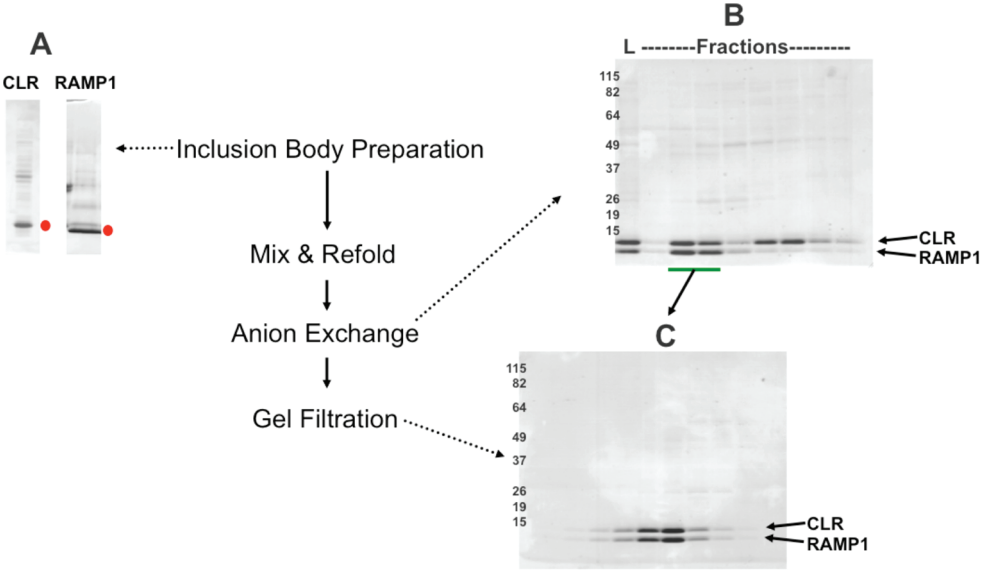 A
CLR RAMP1
Inclusion Body Preparation
Mix & Refold
Anion Exchange
Gel Filtration
B
L --------Fractions---------
115
82
64
49
37
26
19
15
CLR
RAMP1
C
115
82
64
49
37
26
19
15
CLR
RAMP1